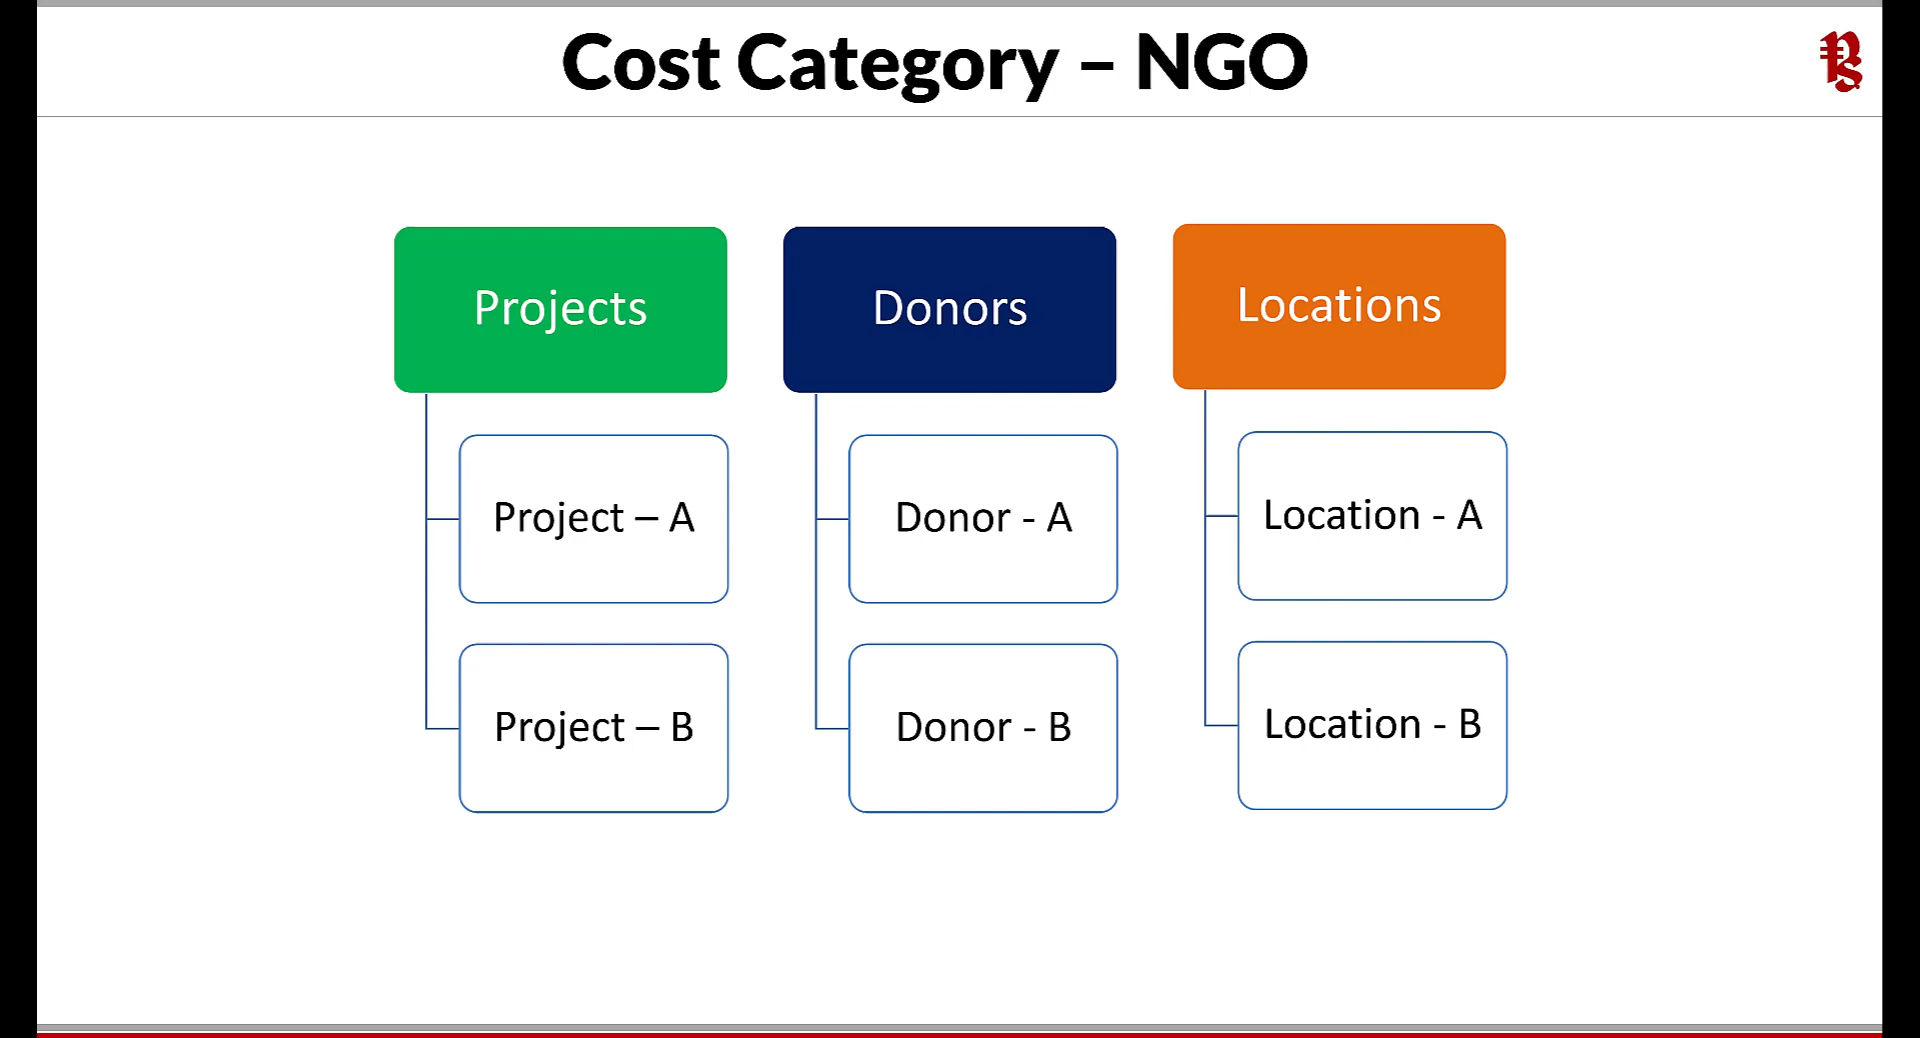 Cost Category – NGO
Projects
Project – A
Project – B
Donors
Donor - A
Donor - B
Locations
Location - A
Location - B